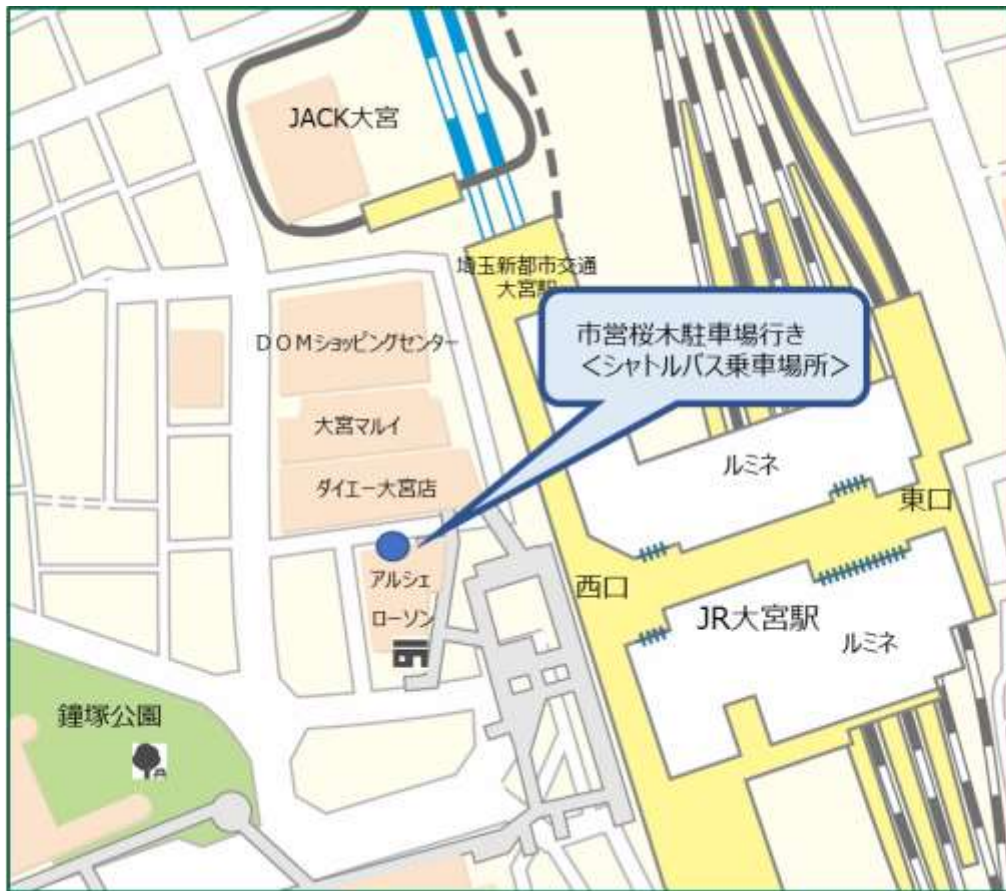 JACK大宮
埼玉新都市交通
大宮駅
市営桜木駐車場行き
<シャトルバス乗車場所>
DOMショッピングセンター
大宮マルイ
ダイエー大宮店
ルミネ
東口
アルシェ
西口
ローソン
JR大宮駅
ルミネ
鐘塚公園